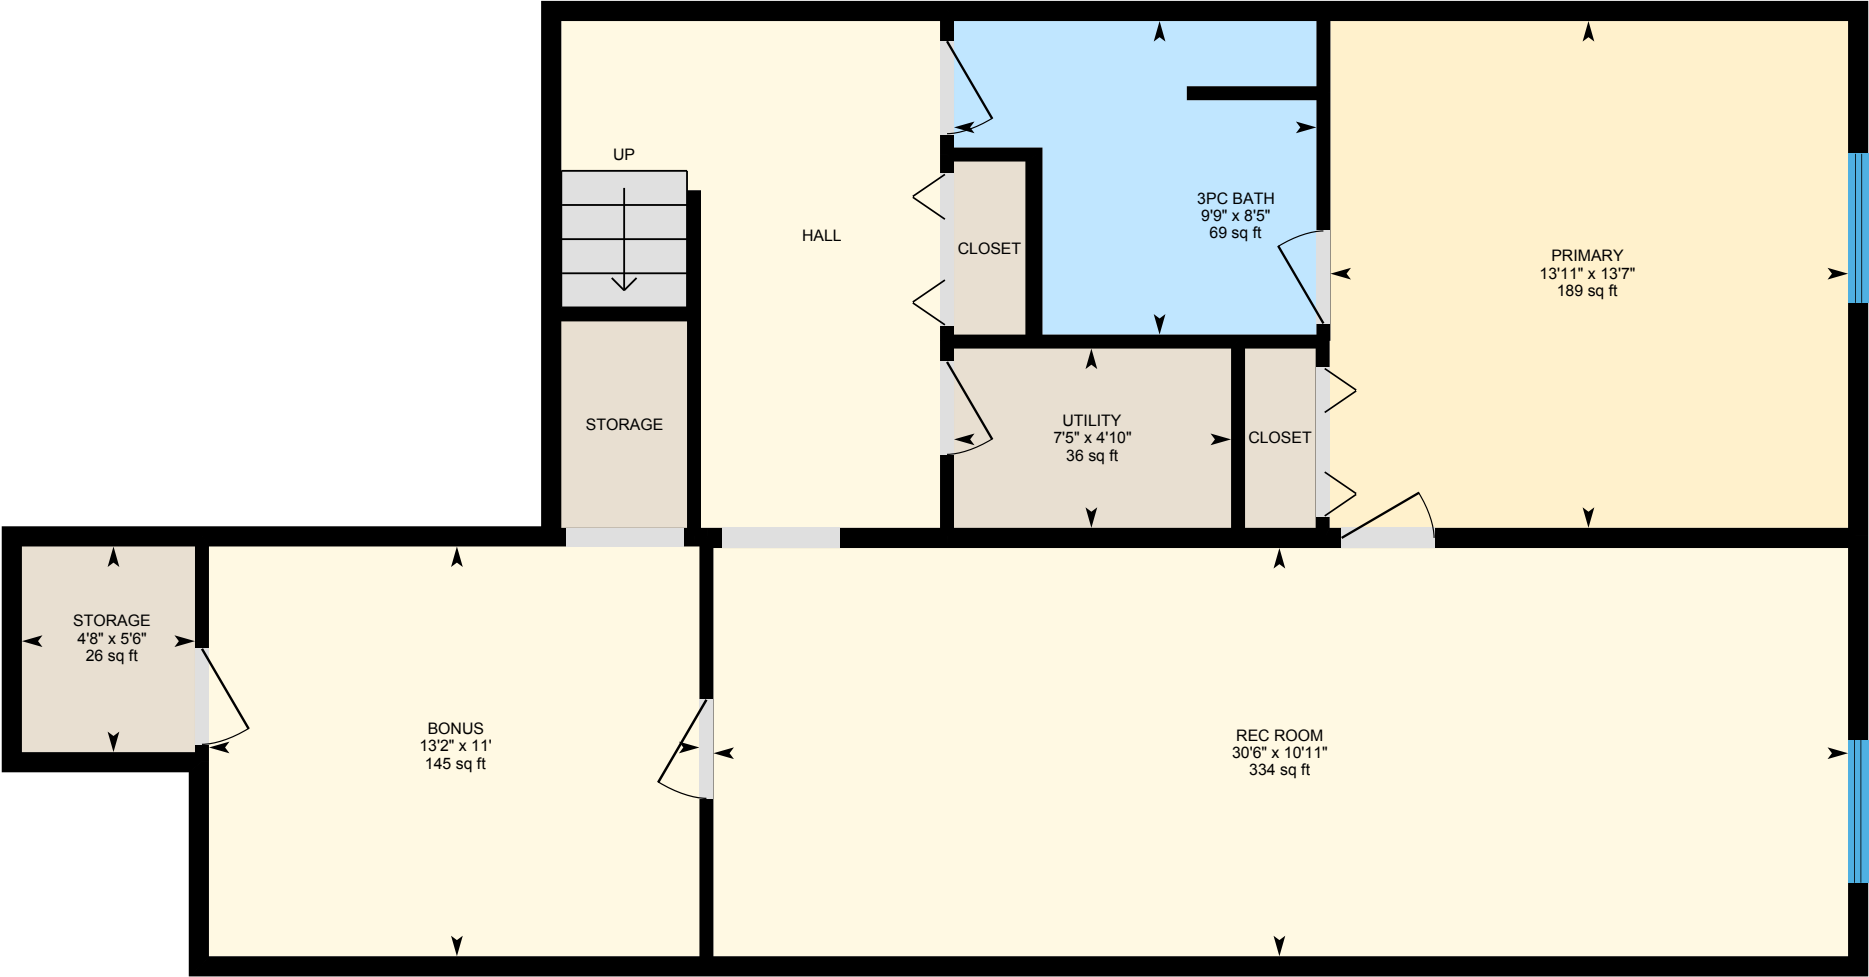 UP
HALL
CLOSET
3PC BATH
9'9" x 8'5"
69 sq ft
PRIMARY
13'11" x 13'7"
189 sq ft
STORAGE
UTILITY
7'5" x 4'10"
36 sq ft
CLOSET
STORAGE
4'8" x 5'6"
26 sq ft
BONUS
13'2" x 11'
145 sq ft
REC ROOM
30'6" x 10'11"
334 sq ft